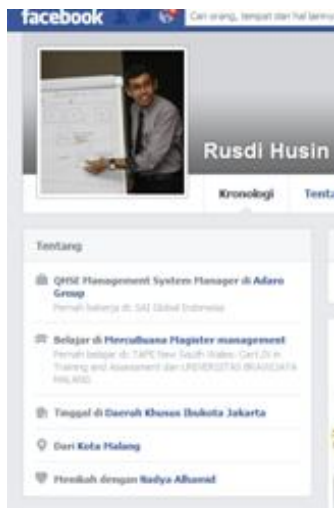 facebook
Cari orang, tempat dan hal lainnya
Rusdi Husin
Kronologi
Tentang
QHSE Management System Manager di Adaro
Group
Pernah bekerja di: SAI Global Indonesia
Belajar di MercuBuana Magister management
Pernah belajar di: TAFE New South Wales: Cert IV in
Training and Assessment dan UNIVERSITAS BRAWIJAYA
MALANG
Tinggal di Daerah Khusus Ibukota Jakarta
Dari Kota Malang
Menikah dengan Nadya Alhamid